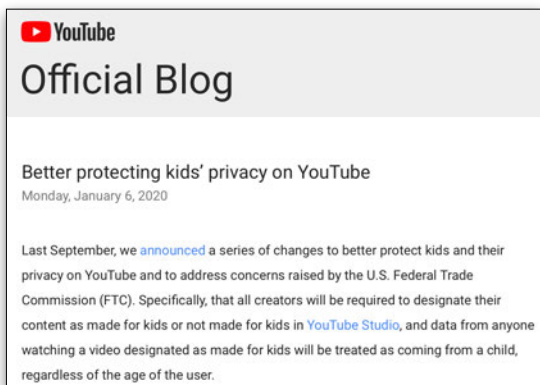 YouTube
Official Blog
Better protecting kids’ privacy on YouTube
Monday, January 6, 2020
Last September, we announced a series of changes to better protect kids and their
privacy on YouTube and to address concerns raised by the U.S. Federal Trade
Commission (FTC). Specifically, that all creators will be required to designate their
content as made for kids or not made for kids in YouTube Studio, and data from anyone
watching a video designated as made for kids will be treated as coming from a child,
regardless of the age of the user.